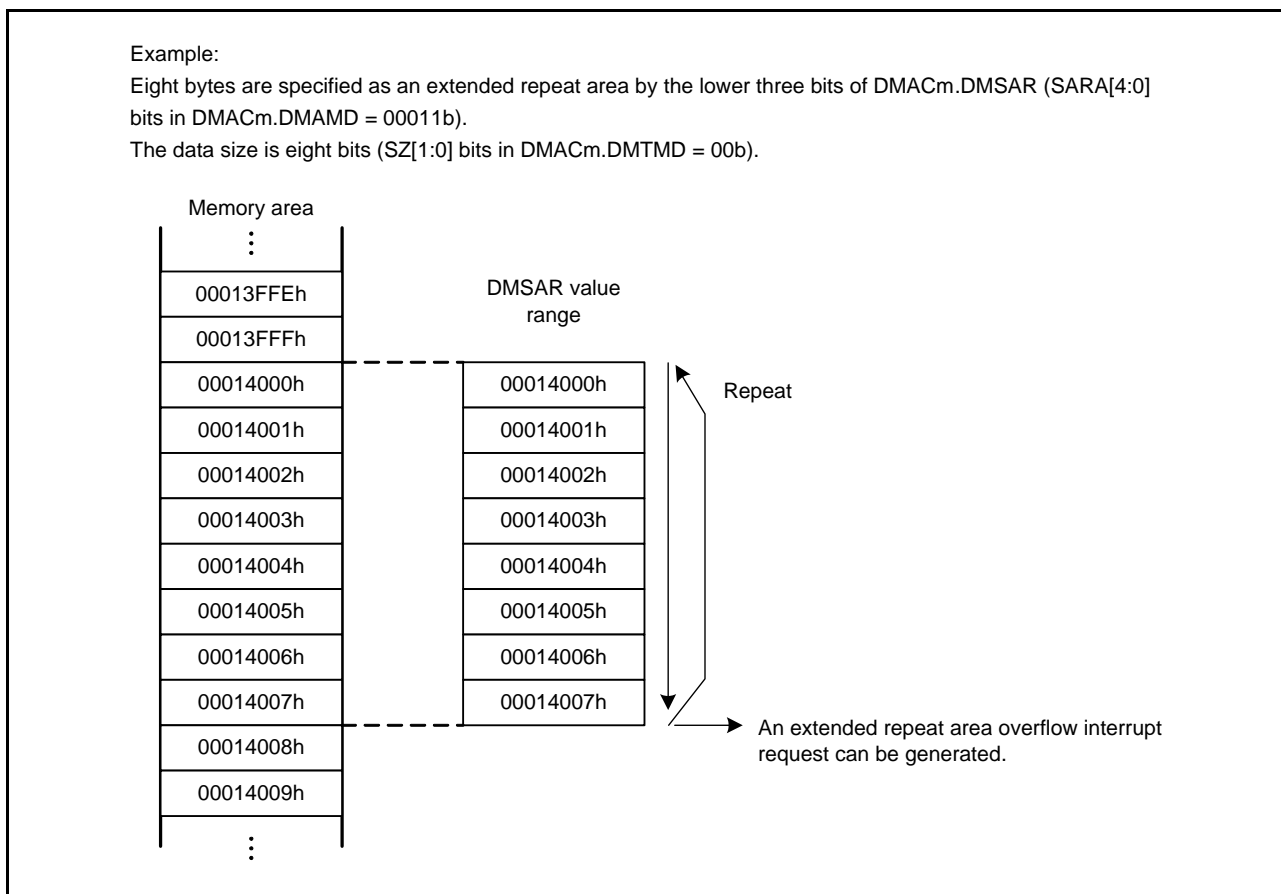 Example:
Eight bytes are specified as an extended repeat area by the lower three bits of DMACm.DMSAR (SARA[4:0]
bits in DMACm.DMAMD = 00011b).
The data size is eight bits (SZ[1:0] bits in DMACm.DMTMD = 00b).
Memory area
00013FFEh
00013FFFh
00014000h
00014001h
00014002h
00014003h
00014004h
00014005h
00014006h
00014007h
00014008h
00014009h
DMSAR value
range
00014000h
00014001h
00014002h
00014003h
00014004h
00014005h
00014006h
00014007h
Repeat
An extended repeat area overflow interrupt
request can be generated.